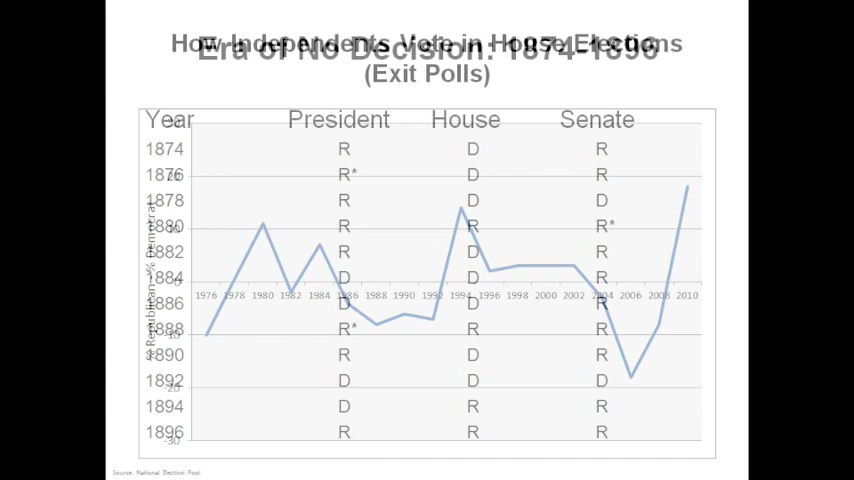 How Independents Vote in House Elections
(Exit Polls)
Era of No Decision: 1874-1896
Year President House Senate
1874 R D R
1876 R* D R
1878 R D D
1880 R R R*
1882 R D R
1884 D D R
1886 D D R
1888 R* R R
1890 R D R
1892 D D D
1894 D R R
1896 R R R
% Republican - % Democrat
1976 1978 1980 1982 1984 1986 1988 1990 1992 1994 1996 1998 2000 2002 2004 2006 2008 2010
-30
Source: National Election Pool